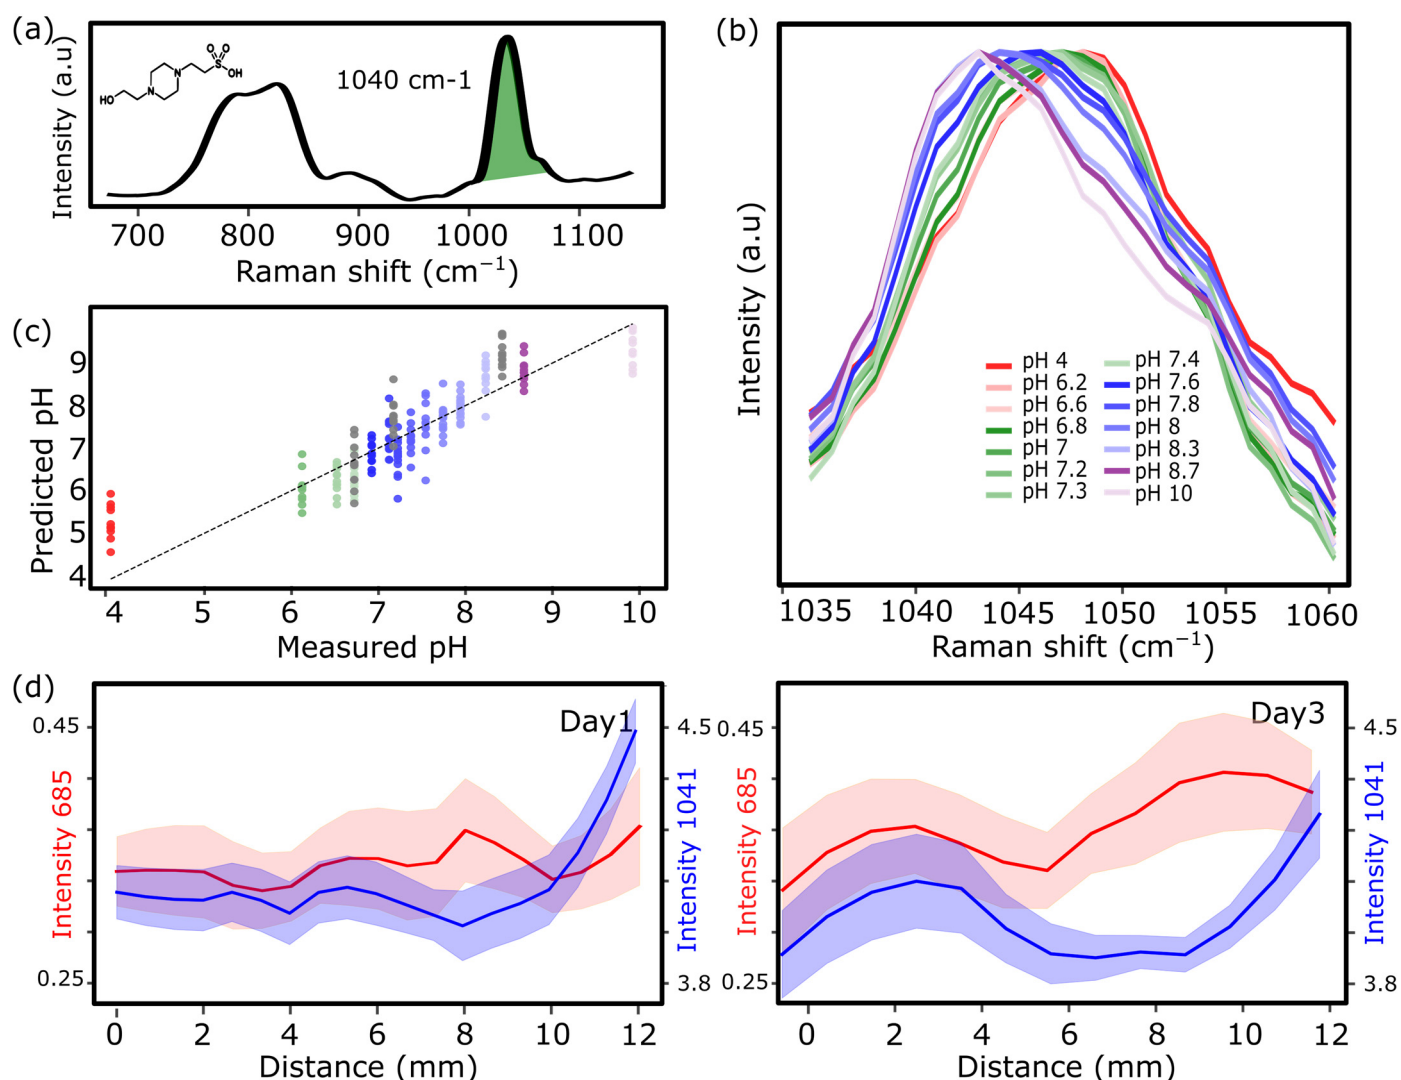 (a)
Intensity (a.u)
HO
N
N
S
O
O
OH
1040 cm-1
700 800 900 1000 1100
Raman shift (cm⁻¹)
(b)
Intensity (a.u)
pH 4
pH 6.2
pH 6.6
pH 6.8
pH 7
pH 7.2
pH 7.3
pH 7.4
pH 7.6
pH 7.8
pH 8
pH 8.3
pH 8.7
pH 10
1035 1040 1045 1050 1055 1060
Raman shift (cm⁻¹)
(c)
Predicted pH
9
8
7
6
5
4
4 5 6 7 8 9 10
Measured pH
(d)
Day1
Intensity 685
0.45
0.25
Intensity 1041
4.5
3.8
0 2 4 6 8 10 12
Distance (mm)
Day3
Intensity 685
0.45
0.25
Intensity 1041
4.5
3.8
0 2 4 6 8 10 12
Distance (mm)